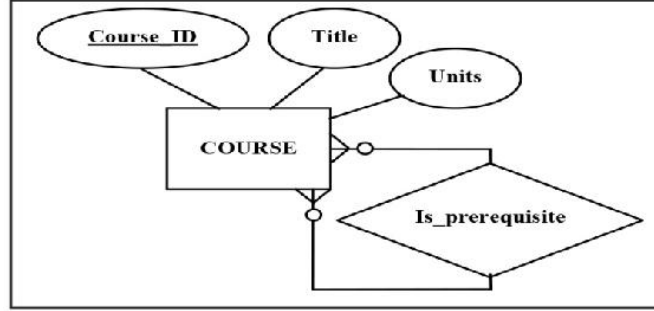 Course_ID
Title
Units
COURSE
Is_prerequisite